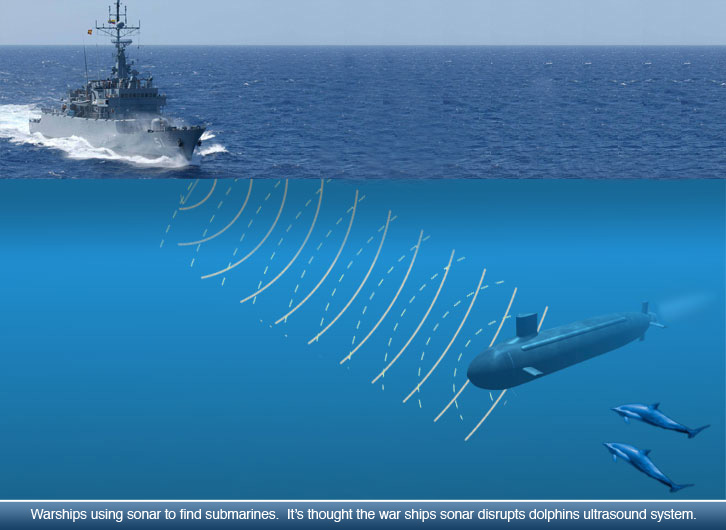 Warships using sonar to find submarines.  It's thought the war ships sonar disrupts dolphins ultrasound system.